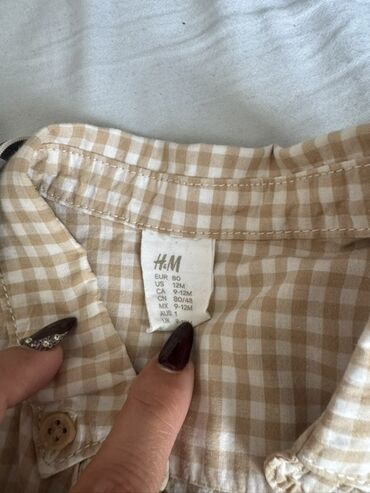 H&M
EUR 80
US 12M
CA 9-12M
CN 80/48
MX 9-12M
AUS 1